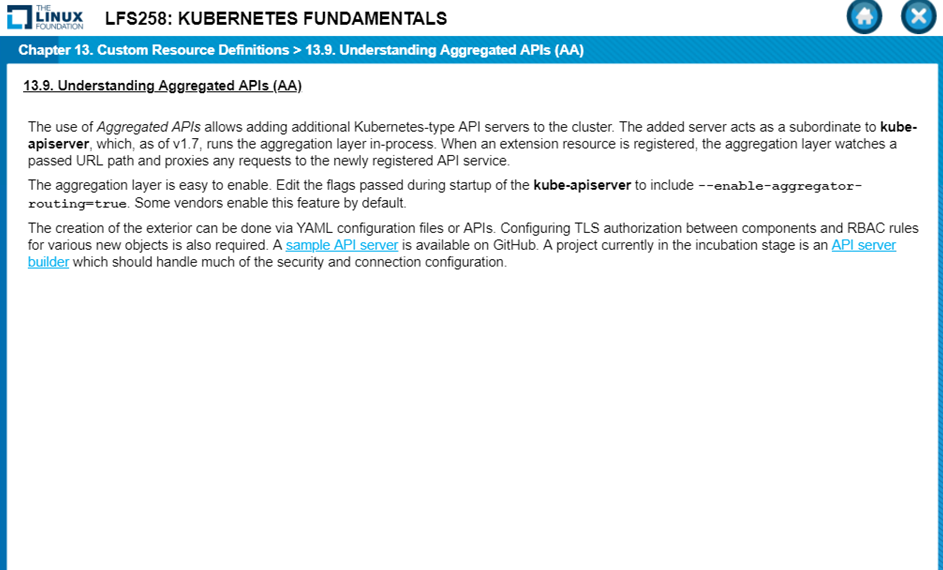 THE
LINUX
FOUNDATION
LFS258: KUBERNETES FUNDAMENTALS
Chapter 13. Custom Resource Definitions > 13.9. Understanding Aggregated APIs (AA)
13.9. Understanding Aggregated APIs (AA)
The use of Aggregated APIs allows adding additional Kubernetes-type API servers to the cluster. The added server acts as a subordinate to kube-
apiserver, which, as of v1.7, runs the aggregation layer in-process. When an extension resource is registered, the aggregation layer watches a
passed URL path and proxies any requests to the newly registered API service.
The aggregation layer is easy to enable. Edit the flags passed during startup of the kube-apiserver to include --enable-aggregator-
routing=true. Some vendors enable this feature by default.
The creation of the exterior can be done via YAML configuration files or APIs. Configuring TLS authorization between components and RBAC rules
for various new objects is also required. A sample API server is available on GitHub. A project currently in the incubation stage is an API server
builder which should handle much of the security and connection configuration.